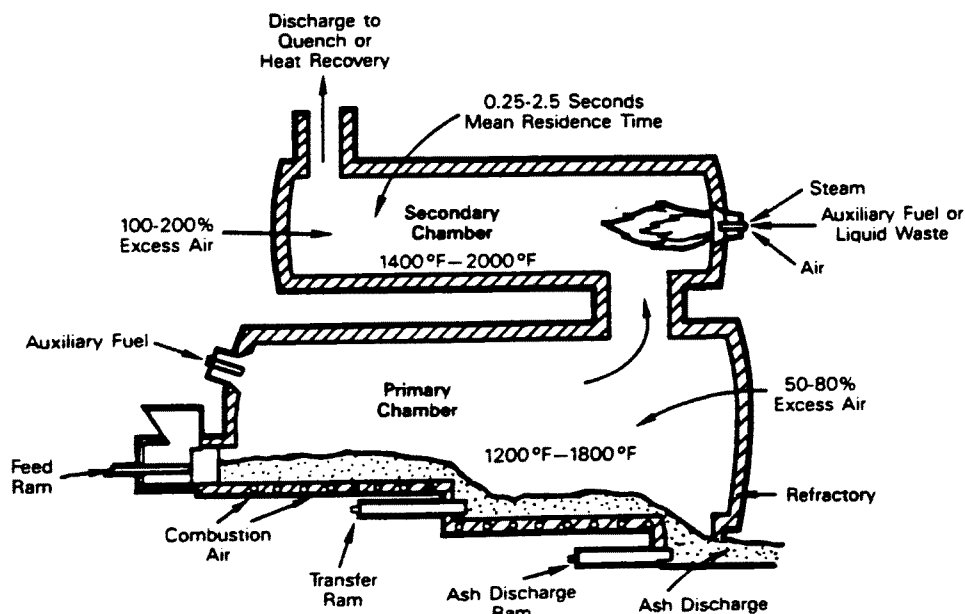 Discharge to
Quench or
Heat Recovery
0.25-2.5 Seconds
Mean Residence Time
Steam
Auxiliary Fuel or
Liquid Waste
Air
100-200%
Excess Air
Secondary
Chamber
1400°F—2000°F
Auxiliary Fuel
Primary
Chamber
50-80%
Excess Air
1200°F—1800°F
Feed
Ram
Refractory
Combustion
Air
Transfer
Ram
Ash Discharge
Ram
Ash Discharge